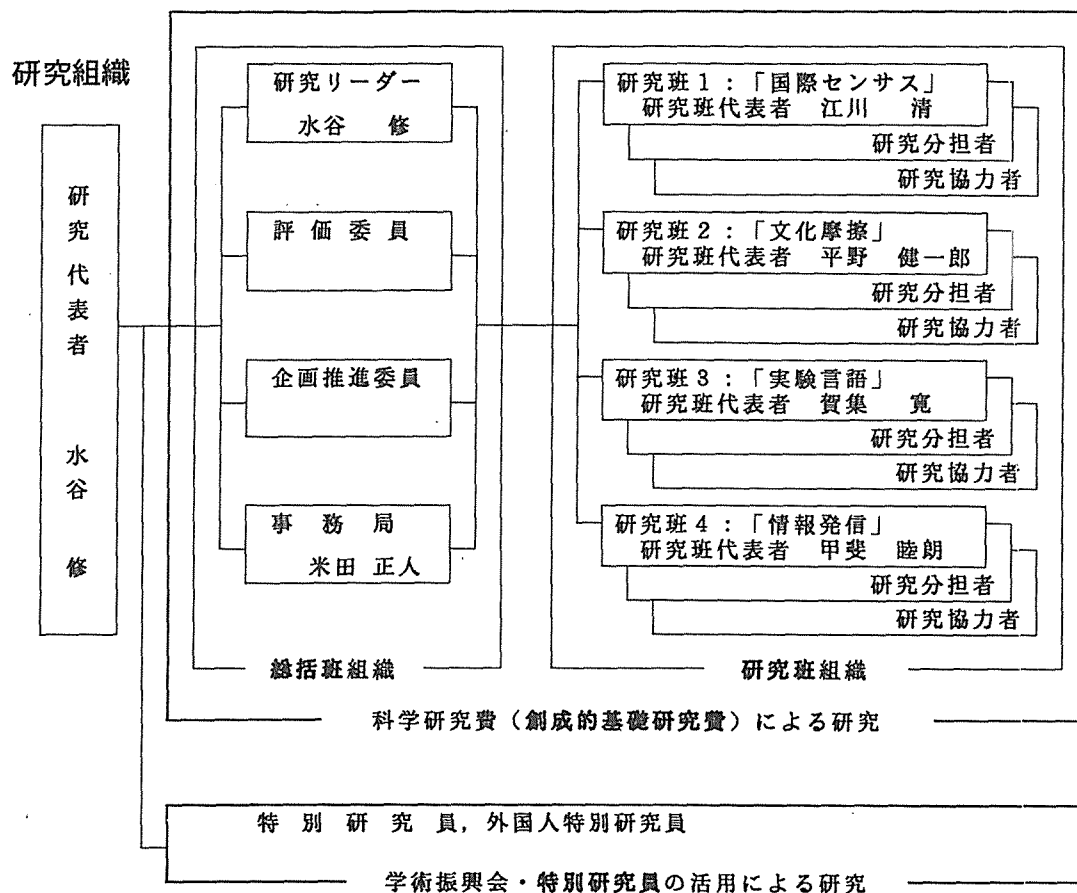 研究組織
研究代表者 水谷 修
研究リーダー
水谷 修
評価委員
企画推進委員
事務局
米田 正人
総括班組織
研究班1：「国際センサス」
研究班代表者 江川 清
研究分担者
研究協力者
研究班2：「文化摩擦」
研究班代表者 平野 健一郎
研究分担者
研究協力者
研究班3：「実験言語」
研究班代表者 賀集 寛
研究分担者
研究協力者
研究班4：「情報発信」
研究班代表者 甲斐 睦朗
研究分担者
研究協力者
研究班組織
科学研究費（創成的基礎研究費）による研究
特別研究員，外国人特別研究員
学術振興会・特別研究員の活用による研究